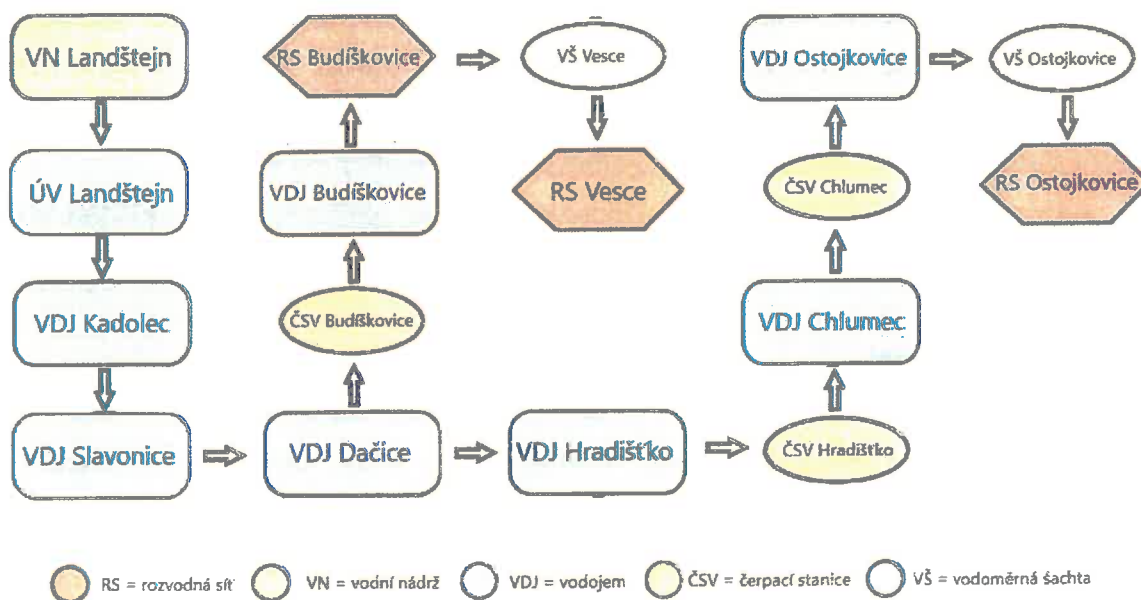 VN Landštejn
RS Budíškovice
VŠ Vesce
VDJ Ostojkovice
VŠ Ostojkovice
ÚV Landštejn
VDJ Budíškovice
RS Vesce
ČSV Chlumec
RS Ostojkovice
VDJ Kadolec
ČSV Budíškovice
VDJ Chlumec
VDJ Slavonice
VDJ Dačice
VDJ Hradišťko
ČSV Hradišťko
RS = rozvodná síť
VN = vodní nádrž
VDJ = vodojem
ČSV = čerpací stanice
VŠ = vodoměrná šachta